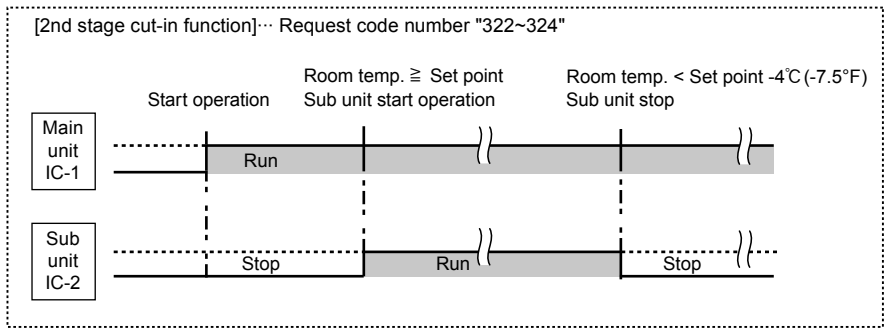 [2nd stage cut-in function]··· Request code number "322~324"
Room temp. ≧ Set point
Room temp. < Set point -4℃ (-7.5°F)
Start operation
Sub unit start operation
Sub unit stop
Main
unit
IC-1
Run
Sub
unit
IC-2
Stop
Run
Stop